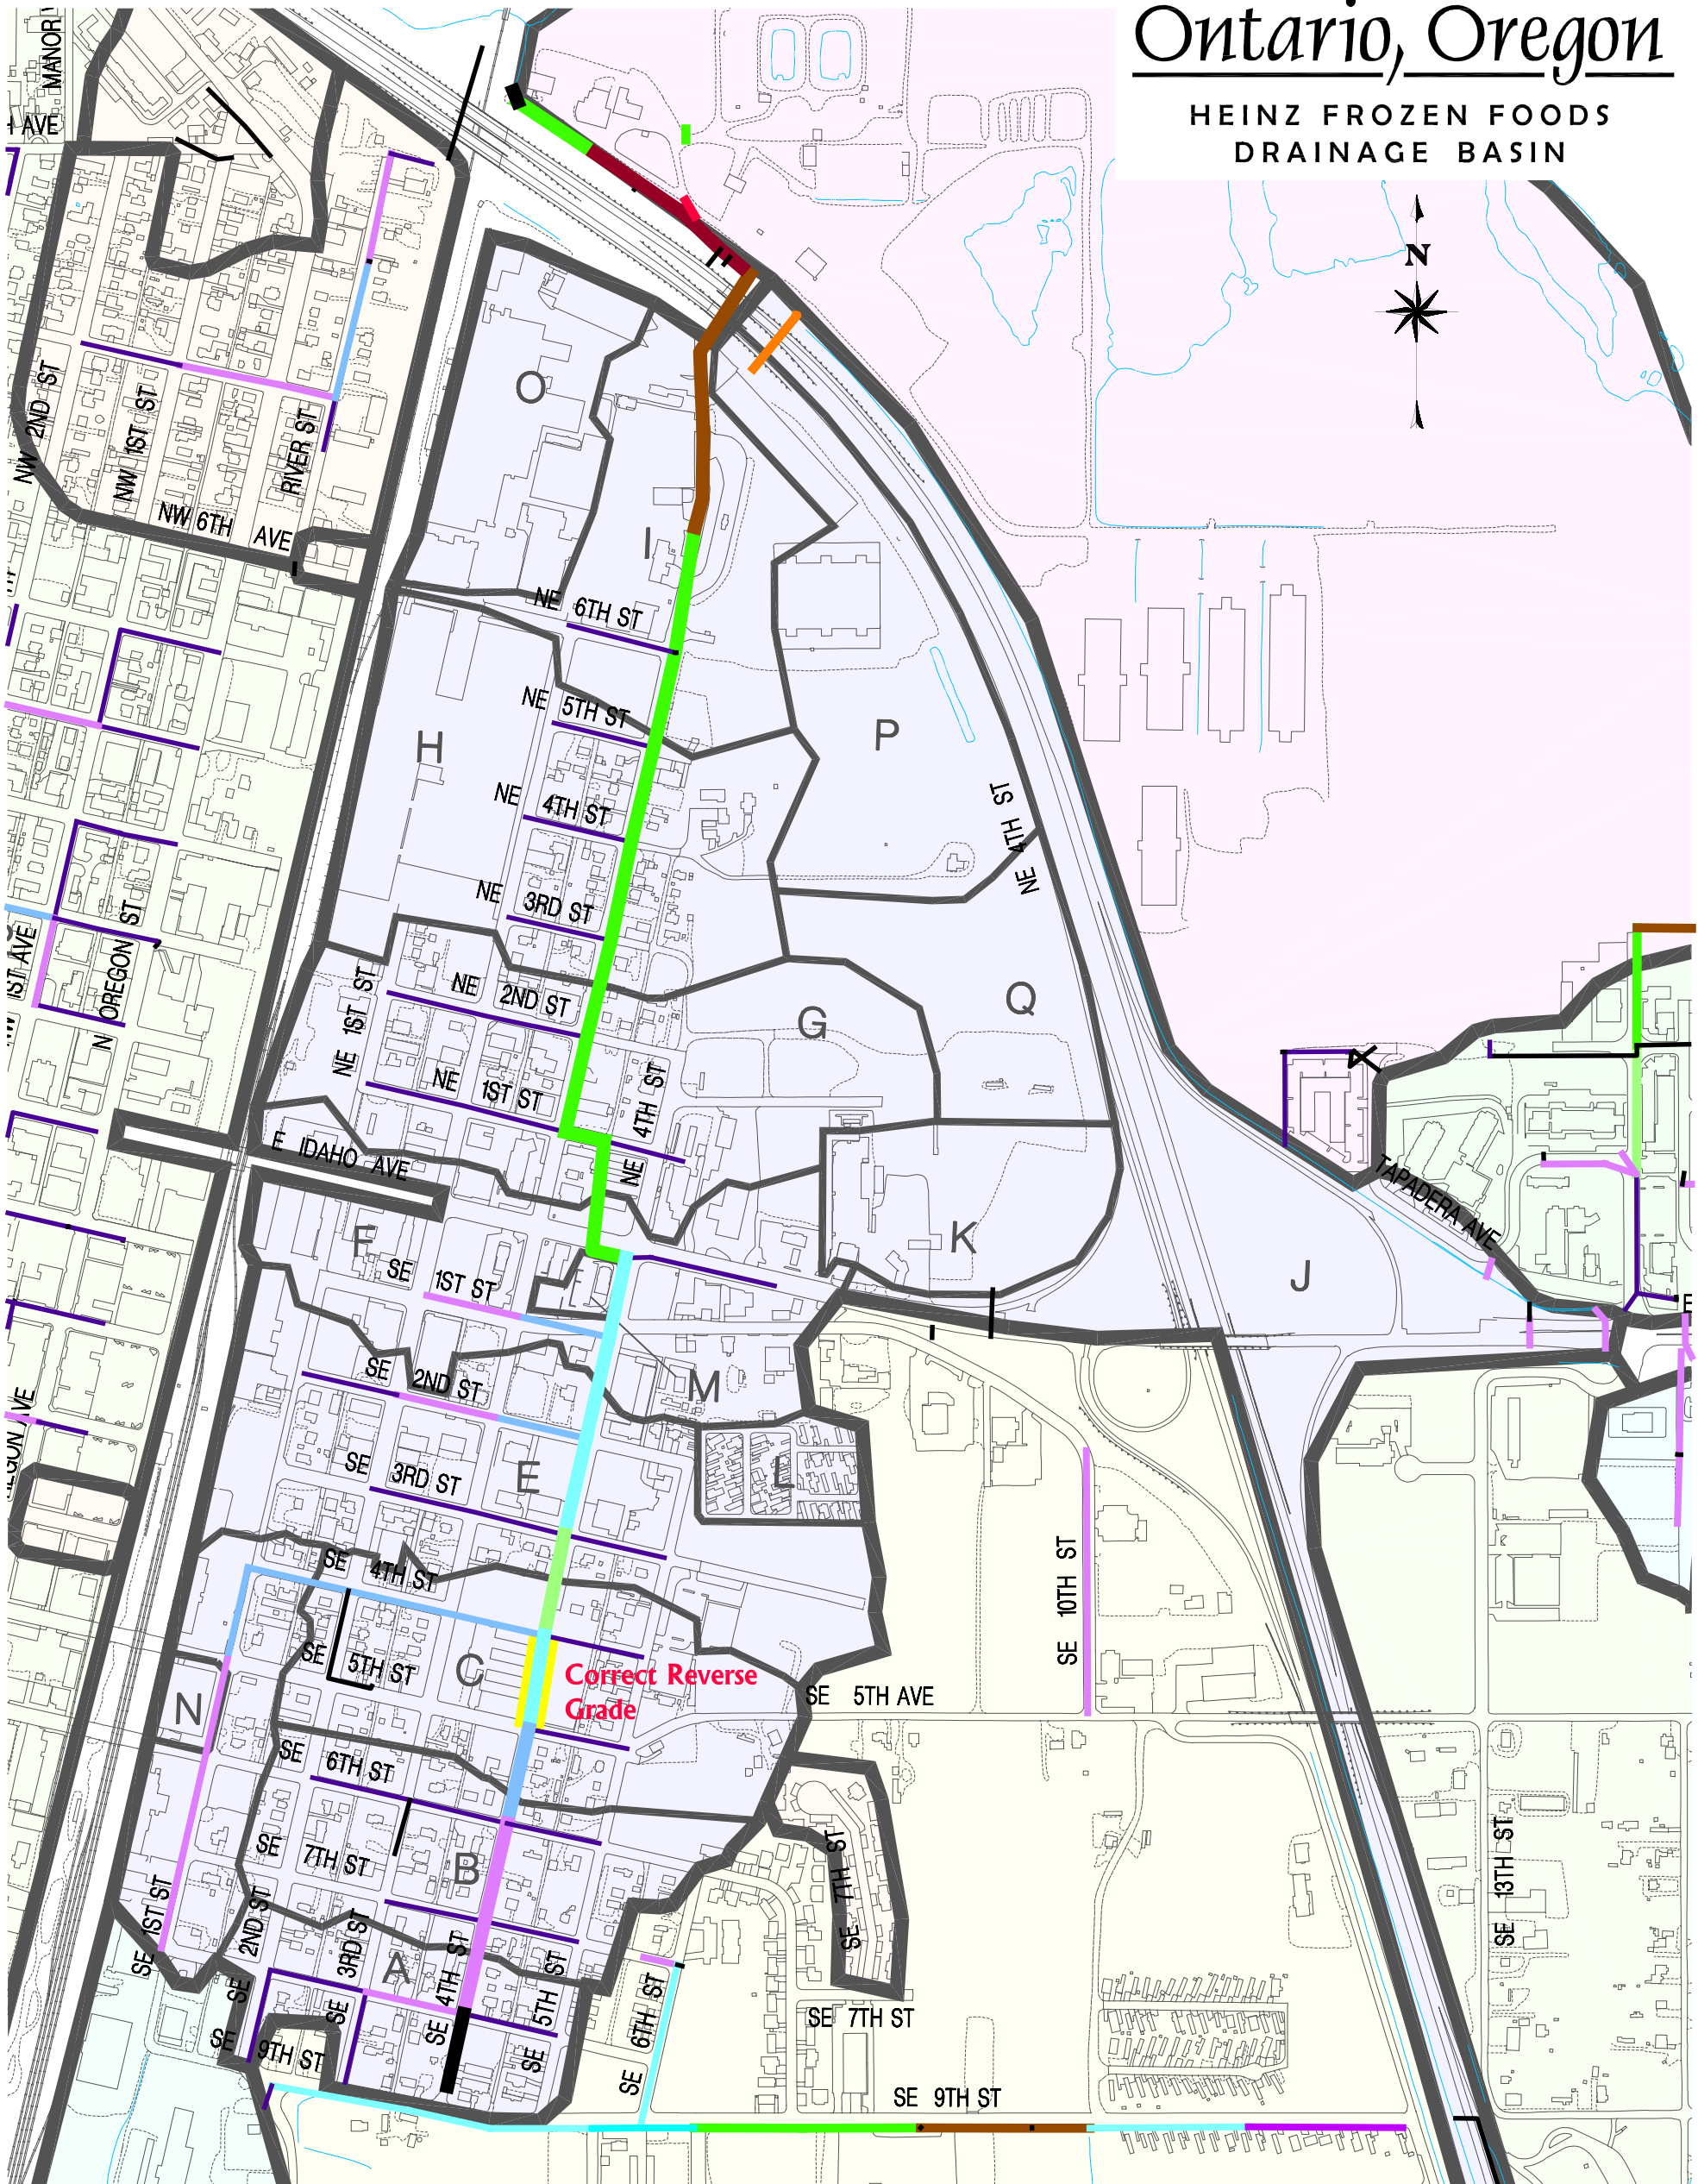 Ontario, Oregon
HEINZ FROZEN FOODS
DRAINAGE BASIN
N
MANOR
AVE
NW 2ND ST
NW 1ST ST
RIVER ST
NW 6TH AVE
O
I
NE 6TH ST
NE 5TH ST
H
P
NE 4TH ST
NE 4TH ST
NE 3RD ST
N OREGON ST
1ST AVE
NW
NE 1ST ST
NE 2ND ST
G
Q
NE 1ST ST
NE 4TH ST
E IDAHO AVE
TAPADERA AVE
F
K
J
SE 1ST ST
E
SE 2ND ST
M
SE 3RD ST
E
L
SE 4TH ST
SE 10TH ST
SE 5TH ST
C
Correct Reverse
Grade
N
SE 5TH AVE
SE 6TH ST
SE 7TH ST
B
SE 7TH ST
SE 13TH ST
SE 1ST ST
SE 2ND ST
SE 3RD ST
A
SE 4TH ST
SE 5TH ST
SE 6TH ST
SE 7TH ST
SE 9TH ST
SE 9TH ST